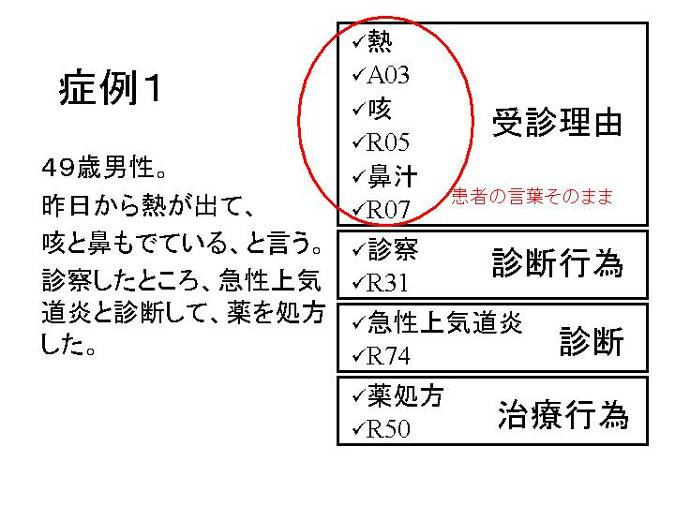 症例１
４９歳男性。
昨日から熱が出て、
咳と鼻もでている、と言う。
診察したところ、急性上気
道炎と診断して、薬を処方
した。
✓熱
✓A03
✓咳
✓R05
✓鼻汁
✓R07
受診理由
患者の言葉そのまま
✓診察
✓R31
診断行為
✓急性上気道炎
✓R74
診断
✓薬処方
✓R50
治療行為